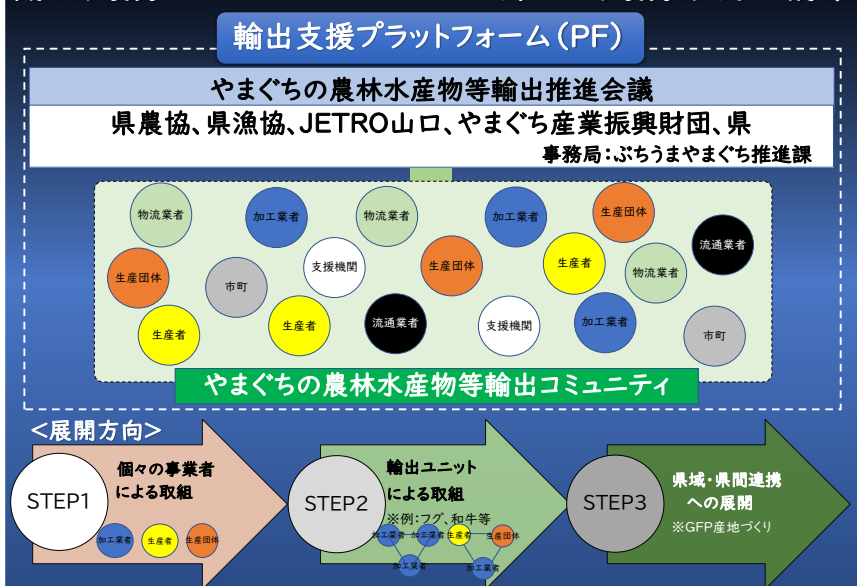 輸出支援プラットフォーム(PF)
やまぐちの農林水産物等輸出推進会議
県農協、県漁協、JETRO山口、やまぐち産業振興財団、県
事務局:ぶちうまやまぐち推進課
物流業者
加工業者
物流業者
加工業者
生産団体
流通業者
生産団体
市町
支援機関
生産団体
生産者
物流業者
生産者
生産者
流通業者
支援機関
加工業者
市町
やまぐちの農林水産物等輸出コミュニティ
<展開方向>
STEP1
個々の事業者
による取組
加工業者
生産者
生産団体
STEP2
輸出ユニット
による取組
※例:フグ、和牛等
加工業者
加工業者
生産者
生産団体
加工業者
加工業者
STEP3
県域・県間連携
への展開
※GFP産地づくり